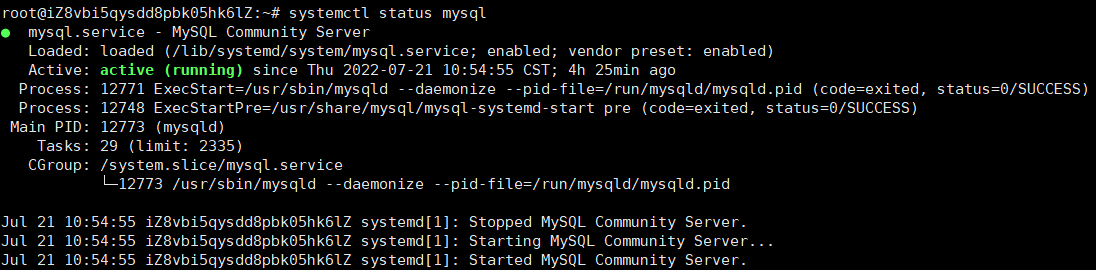 root@iZ8vbi5qysdd8pbk05hk6lZ:~# systemctl status mysql
● mysql.service - MySQL Community Server
   Loaded: loaded (/lib/systemd/system/mysql.service; enabled; vendor preset: enabled)
   Active: active (running) since Thu 2022-07-21 10:54:55 CST; 4h 25min ago
  Process: 12771 ExecStart=/usr/sbin/mysqld --daemonize --pid-file=/run/mysqld/mysqld.pid (code=exited, status=0/SUCCESS)
  Process: 12748 ExecStartPre=/usr/share/mysql/mysql-systemd-start pre (code=exited, status=0/SUCCESS)
 Main PID: 12773 (mysqld)
    Tasks: 29 (limit: 2335)
   CGroup: /system.slice/mysql.service
           └─12773 /usr/sbin/mysqld --daemonize --pid-file=/run/mysqld/mysqld.pid
Jul 21 10:54:55 iZ8vbi5qysdd8pbk05hk6lZ systemd[1]: Stopped MySQL Community Server.
Jul 21 10:54:55 iZ8vbi5qysdd8pbk05hk6lZ systemd[1]: Starting MySQL Community Server...
Jul 21 10:54:55 iZ8vbi5qysdd8pbk05hk6lZ systemd[1]: Started MySQL Community Server.